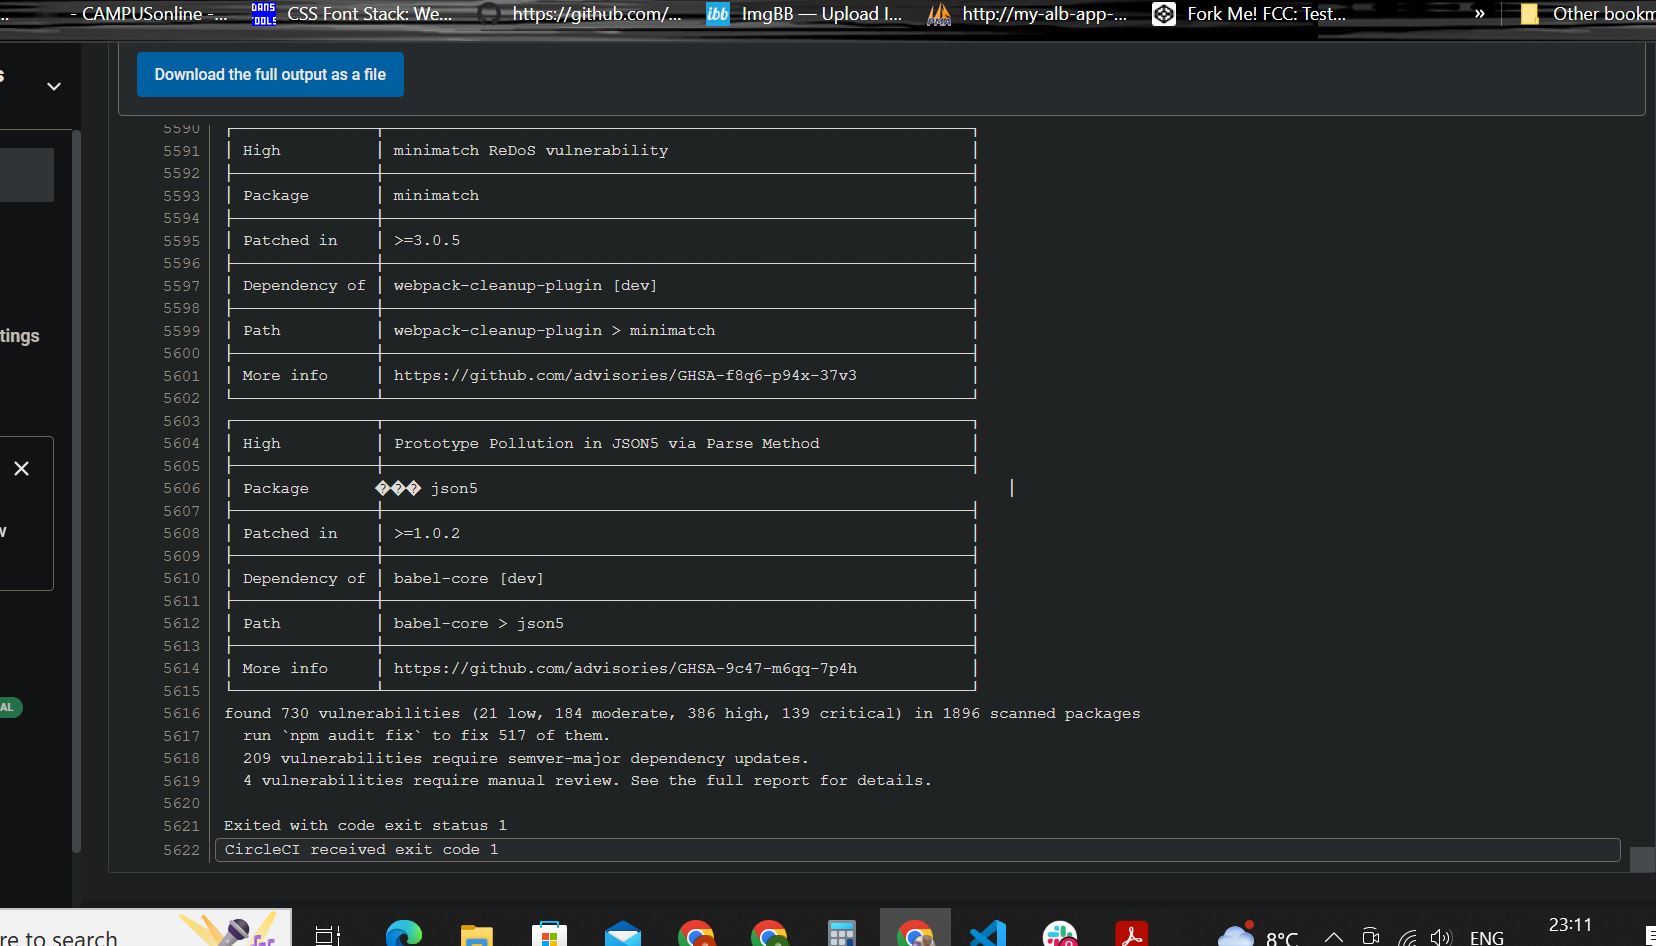 - CAMPUSonline -...
DANS TOOLS CSS Font Stack: We...
https://github.com/...
ibb ImgBB — Upload I...
PMA http://my-alb-app-...
Fork Me! FCC: Test...
»
Other bookm
s
Download the full output as a file
5590
5591 │ High │ minimatch ReDoS vulnerability │
5592
5593 │ Package │ minimatch │
5594
5595 │ Patched in │ >=3.0.5 │
5596
5597 │ Dependency of │ webpack-cleanup-plugin [dev] │
5598
tings
5599 │ Path │ webpack-cleanup-plugin > minimatch │
5600
5601 │ More info │ https://github.com/advisories/GHSA-f8q6-p94x-37v3 │
5602
5603
5604 │ High │ Prototype Pollution in JSON5 via Parse Method │
5605
5606 │ Package ��� json5 │
5607
w
5608 │ Patched in │ >=1.0.2 │
5609
5610 │ Dependency of │ babel-core [dev] │
5611
5612 │ Path │ babel-core > json5 │
5613
5614 │ More info │ https://github.com/advisories/GHSA-9c47-m6qq-7p4h │
5615
AL
5616 found 730 vulnerabilities (21 low, 184 moderate, 386 high, 139 critical) in 1896 scanned packages
5617 run `npm audit fix` to fix 517 of them.
5618 209 vulnerabilities require semver-major dependency updates.
5619 4 vulnerabilities require manual review. See the full report for details.
5620
5621 Exited with code exit status 1
5622 CircleCI received exit code 1
re to search
8°C
ENG
23:11